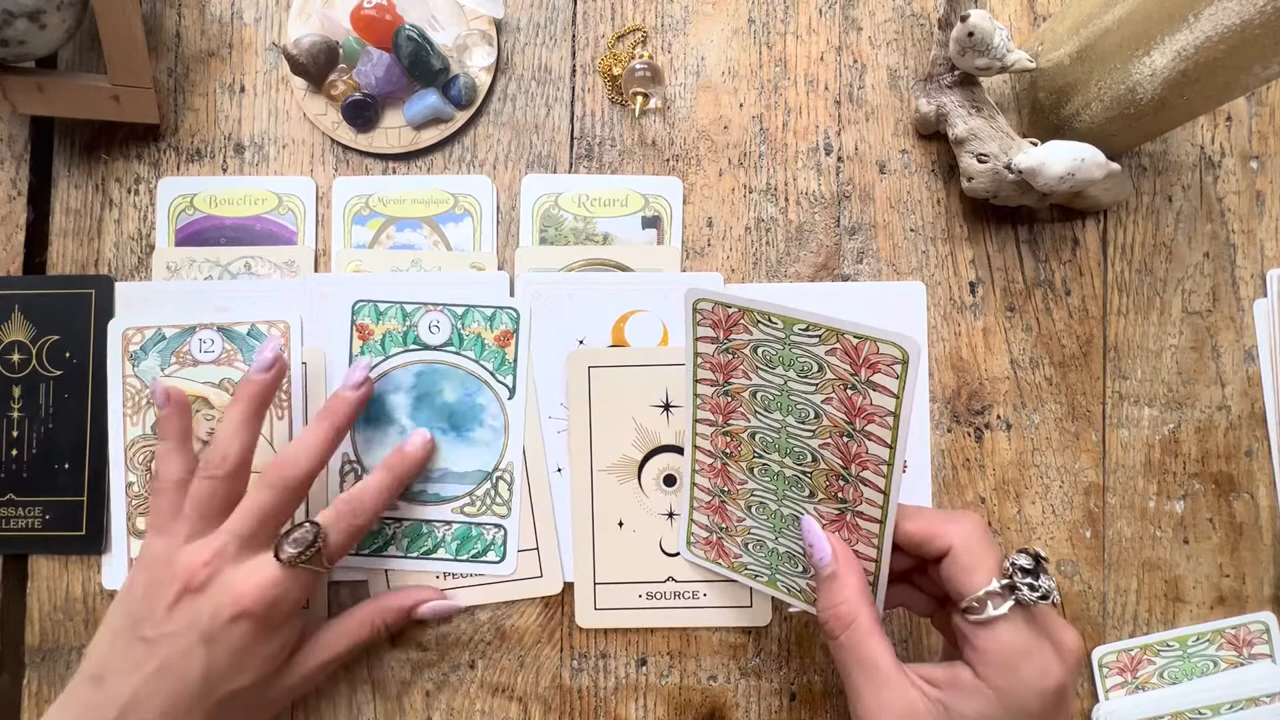 Bouclier
Miroir magique
Retard
12
6
SSAGE
LERTE
· SOURCE ·